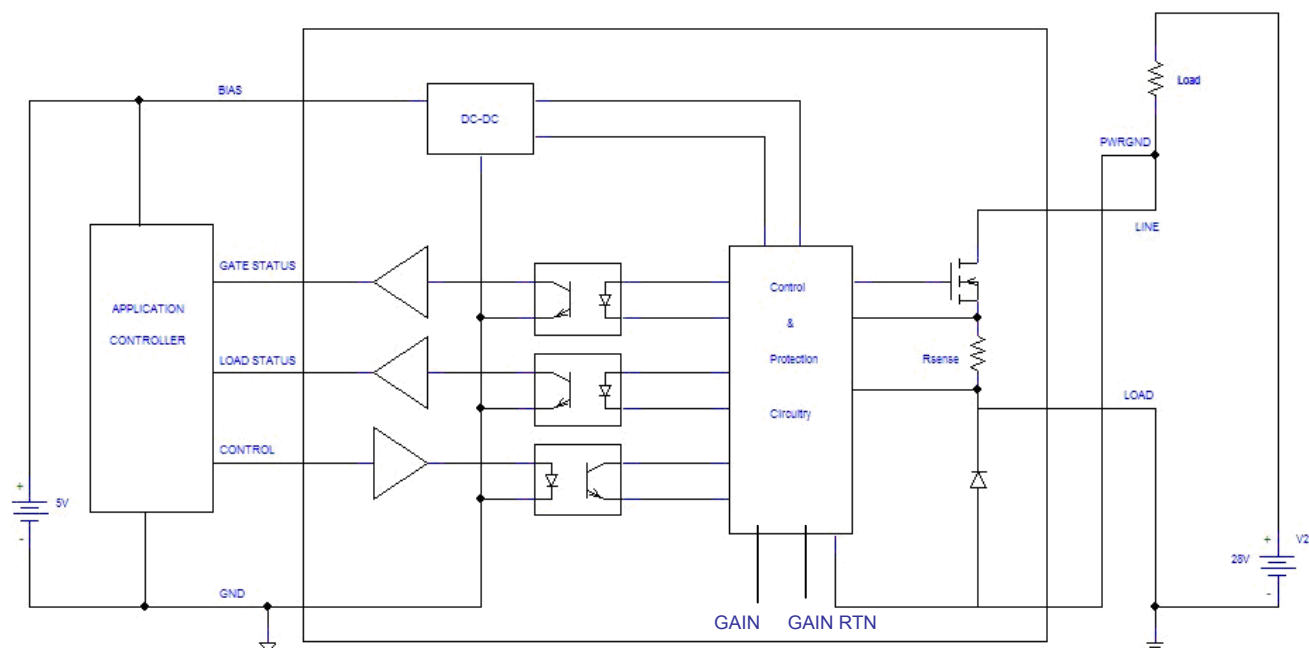 Load
BIAS
DC-DC
PWRGND
LINE
GATE STATUS
Control
&
Protection
Circuitry
APPLICATION
CONTROLLER
LOAD STATUS
Rsense
LOAD
CONTROL
+
5V
-
+
V2
28V
-
GND
GAIN
GAIN RTN